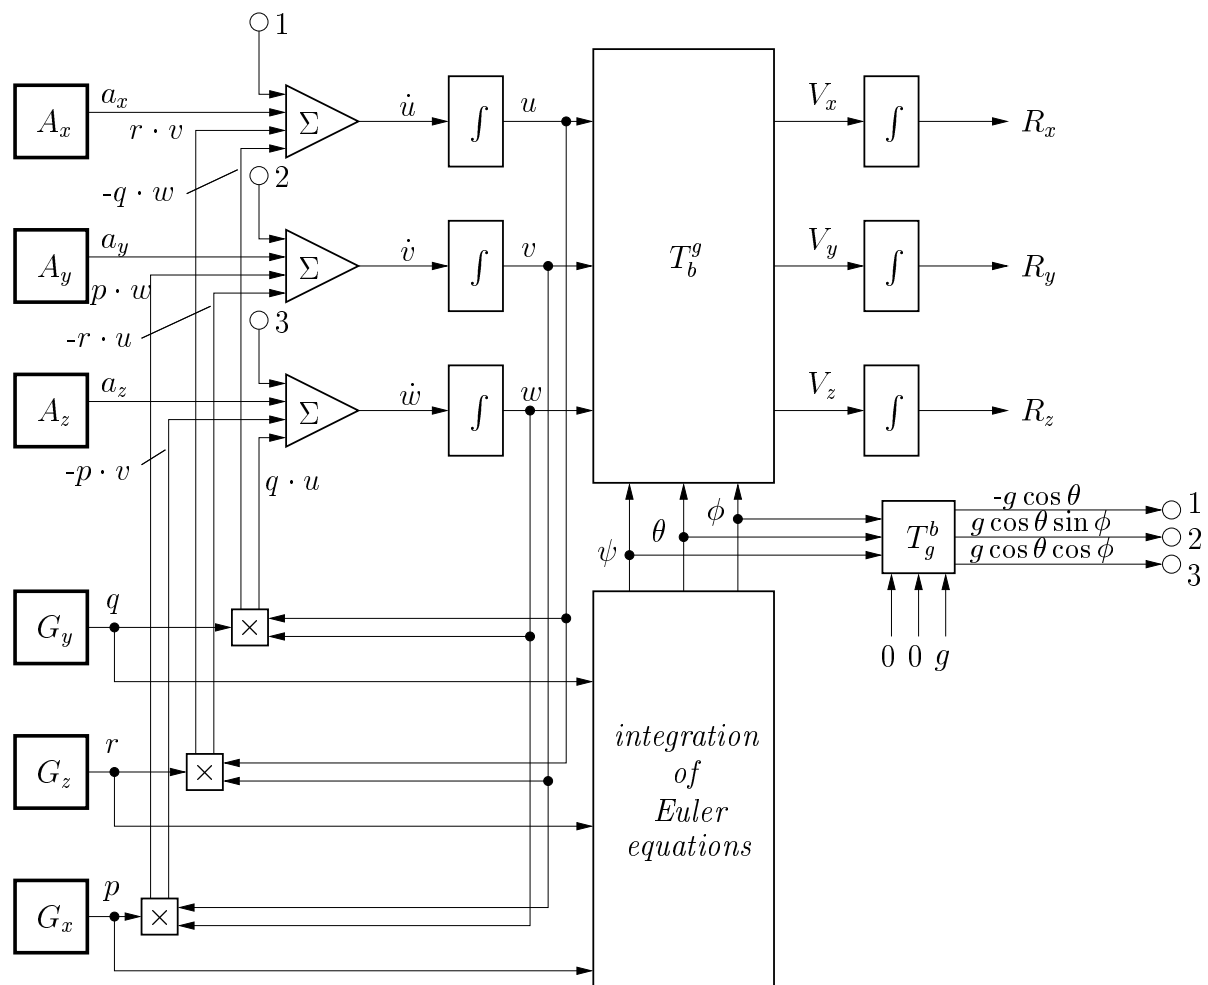 1
A_x a_x r · v Σ u̇ ∫ u V_x ∫ R_x
-q · w 2
A_y a_y p · w Σ v̇ ∫ v T_b^g V_y ∫ R_y
-r · u 3
A_z a_z Σ ẇ ∫ w V_z ∫ R_z
-p · v q · u
ψ θ ϕ T_g^b
-g cos θ 1
g cos θ sin ϕ 2
g cos θ cos ϕ 3
0 0 g
G_y q ×
G_z r ×
integration
of
Euler
equations
G_x p ×